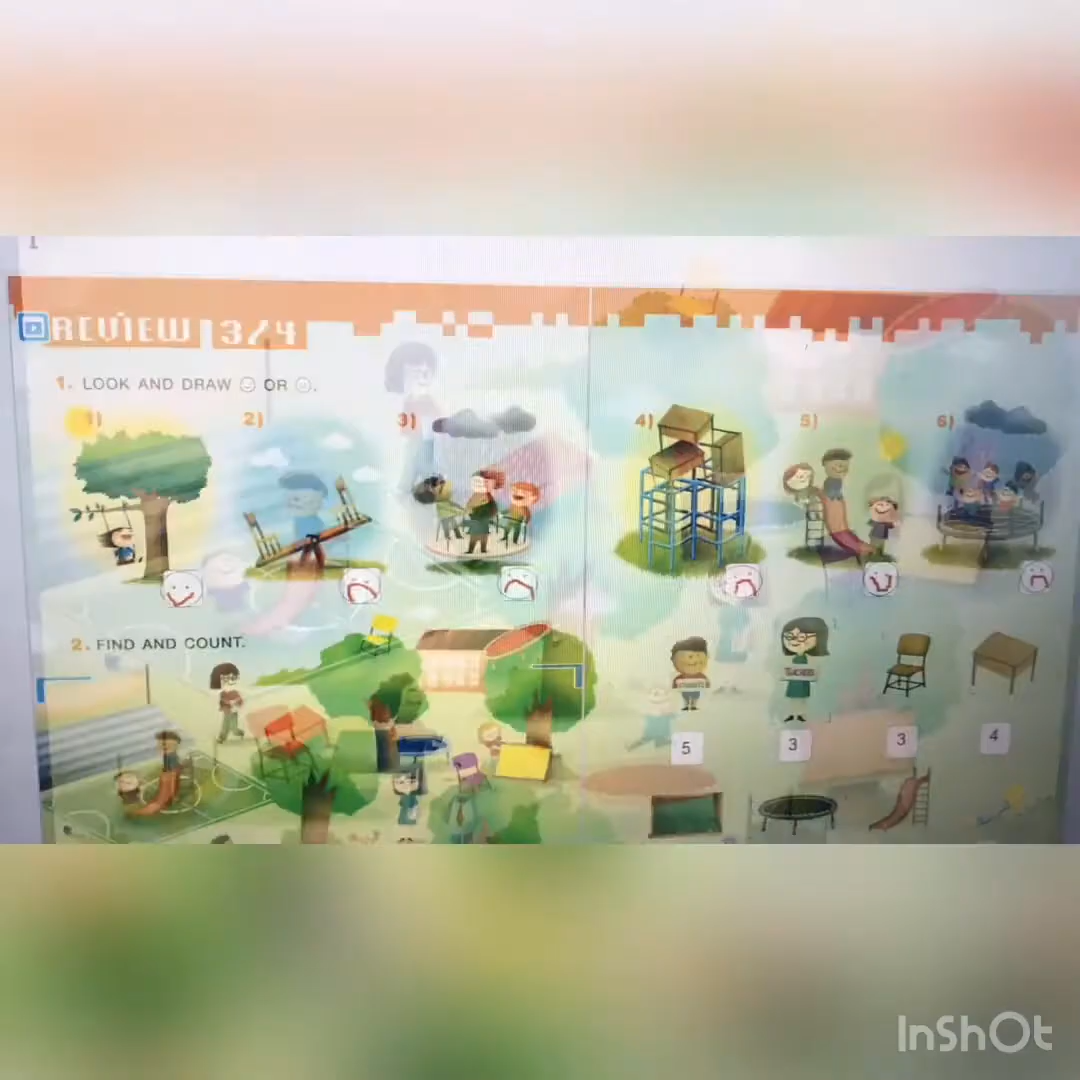 REVIEW 3/4
1. LOOK AND DRAW OR .
1) 2) 3) 4) 5) 6)
2. FIND AND COUNT.
TEACHER
5 3 3 4
InShOt